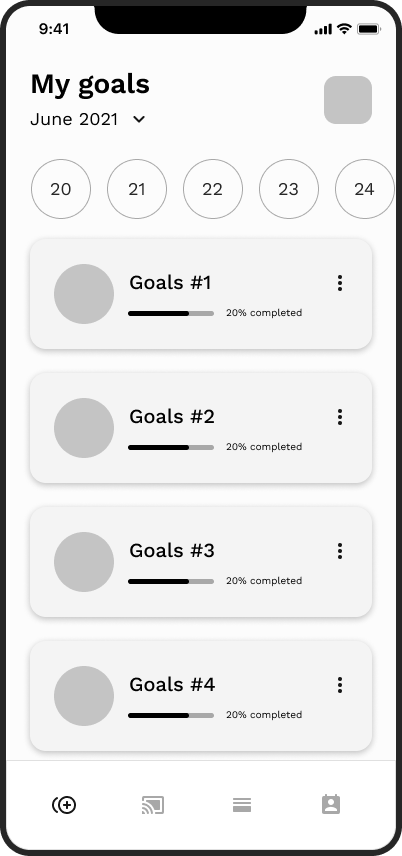 9:41
My goals
June 2021
20 21 22 23 24
Goals #1
20% completed
Goals #2
20% completed
Goals #3
20% completed
Goals #4
20% completed